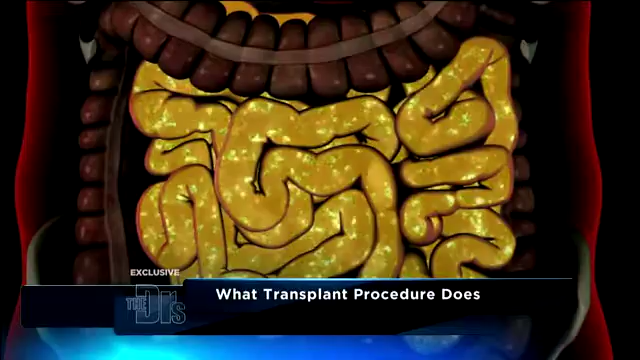 EXCLUSIVE
THE DRS
What Transplant Procedure Does